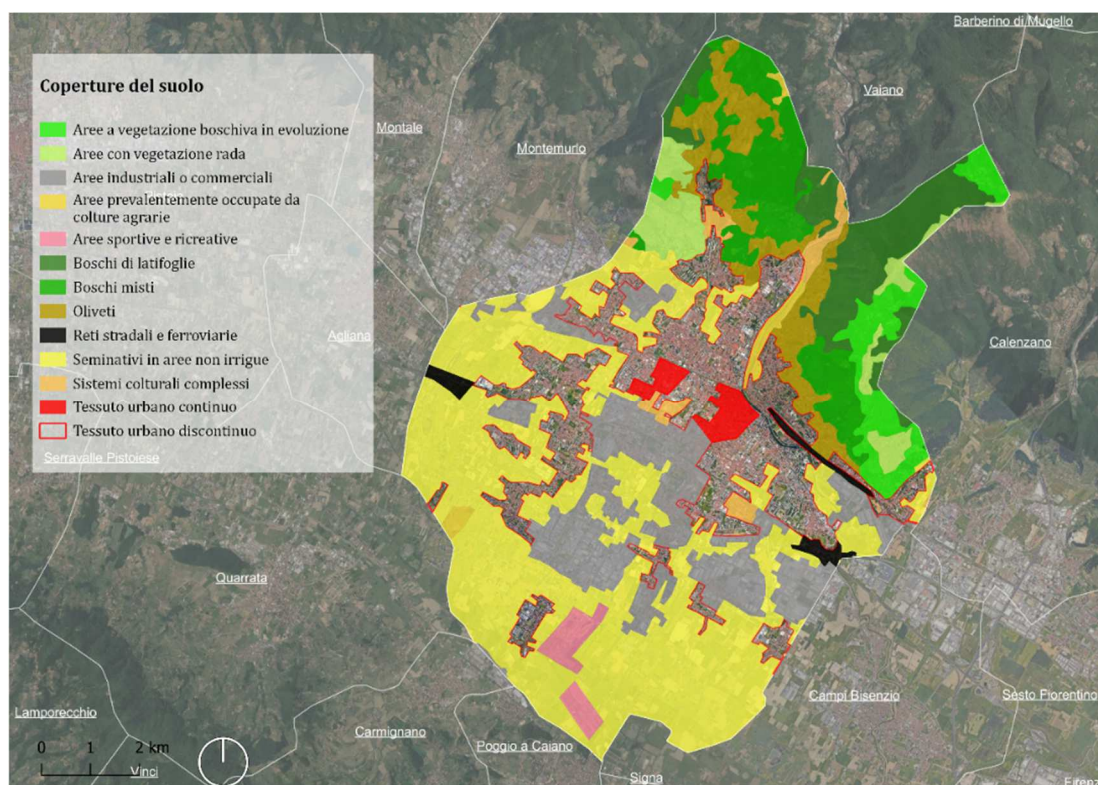 Barberino di Mugello
Vaiano
Coperture del suolo
Aree a vegetazione boschiva in evoluzione
Montale
Aree con vegetazione rada
Montemurlo
Aree industriali o commerciali
Pistoia
Aree prevalentemente occupate da
colture agrarie
Aree sportive e ricreative
Boschi di latifoglie
Boschi misti
Oliveti
Reti stradali e ferroviarie
Agliana
Calenzano
Seminativi in aree non irrigue
Sistemi colturali complessi
Tessuto urbano continuo
Tessuto urbano discontinuo
Serravalle Pistoiese
Quarrata
Campi Bisenzio
Sesto Fiorentino
Lamporecchio
Carmignano
Poggio a Caiano
0 1 2 km
Vinci
Signa
Firenz